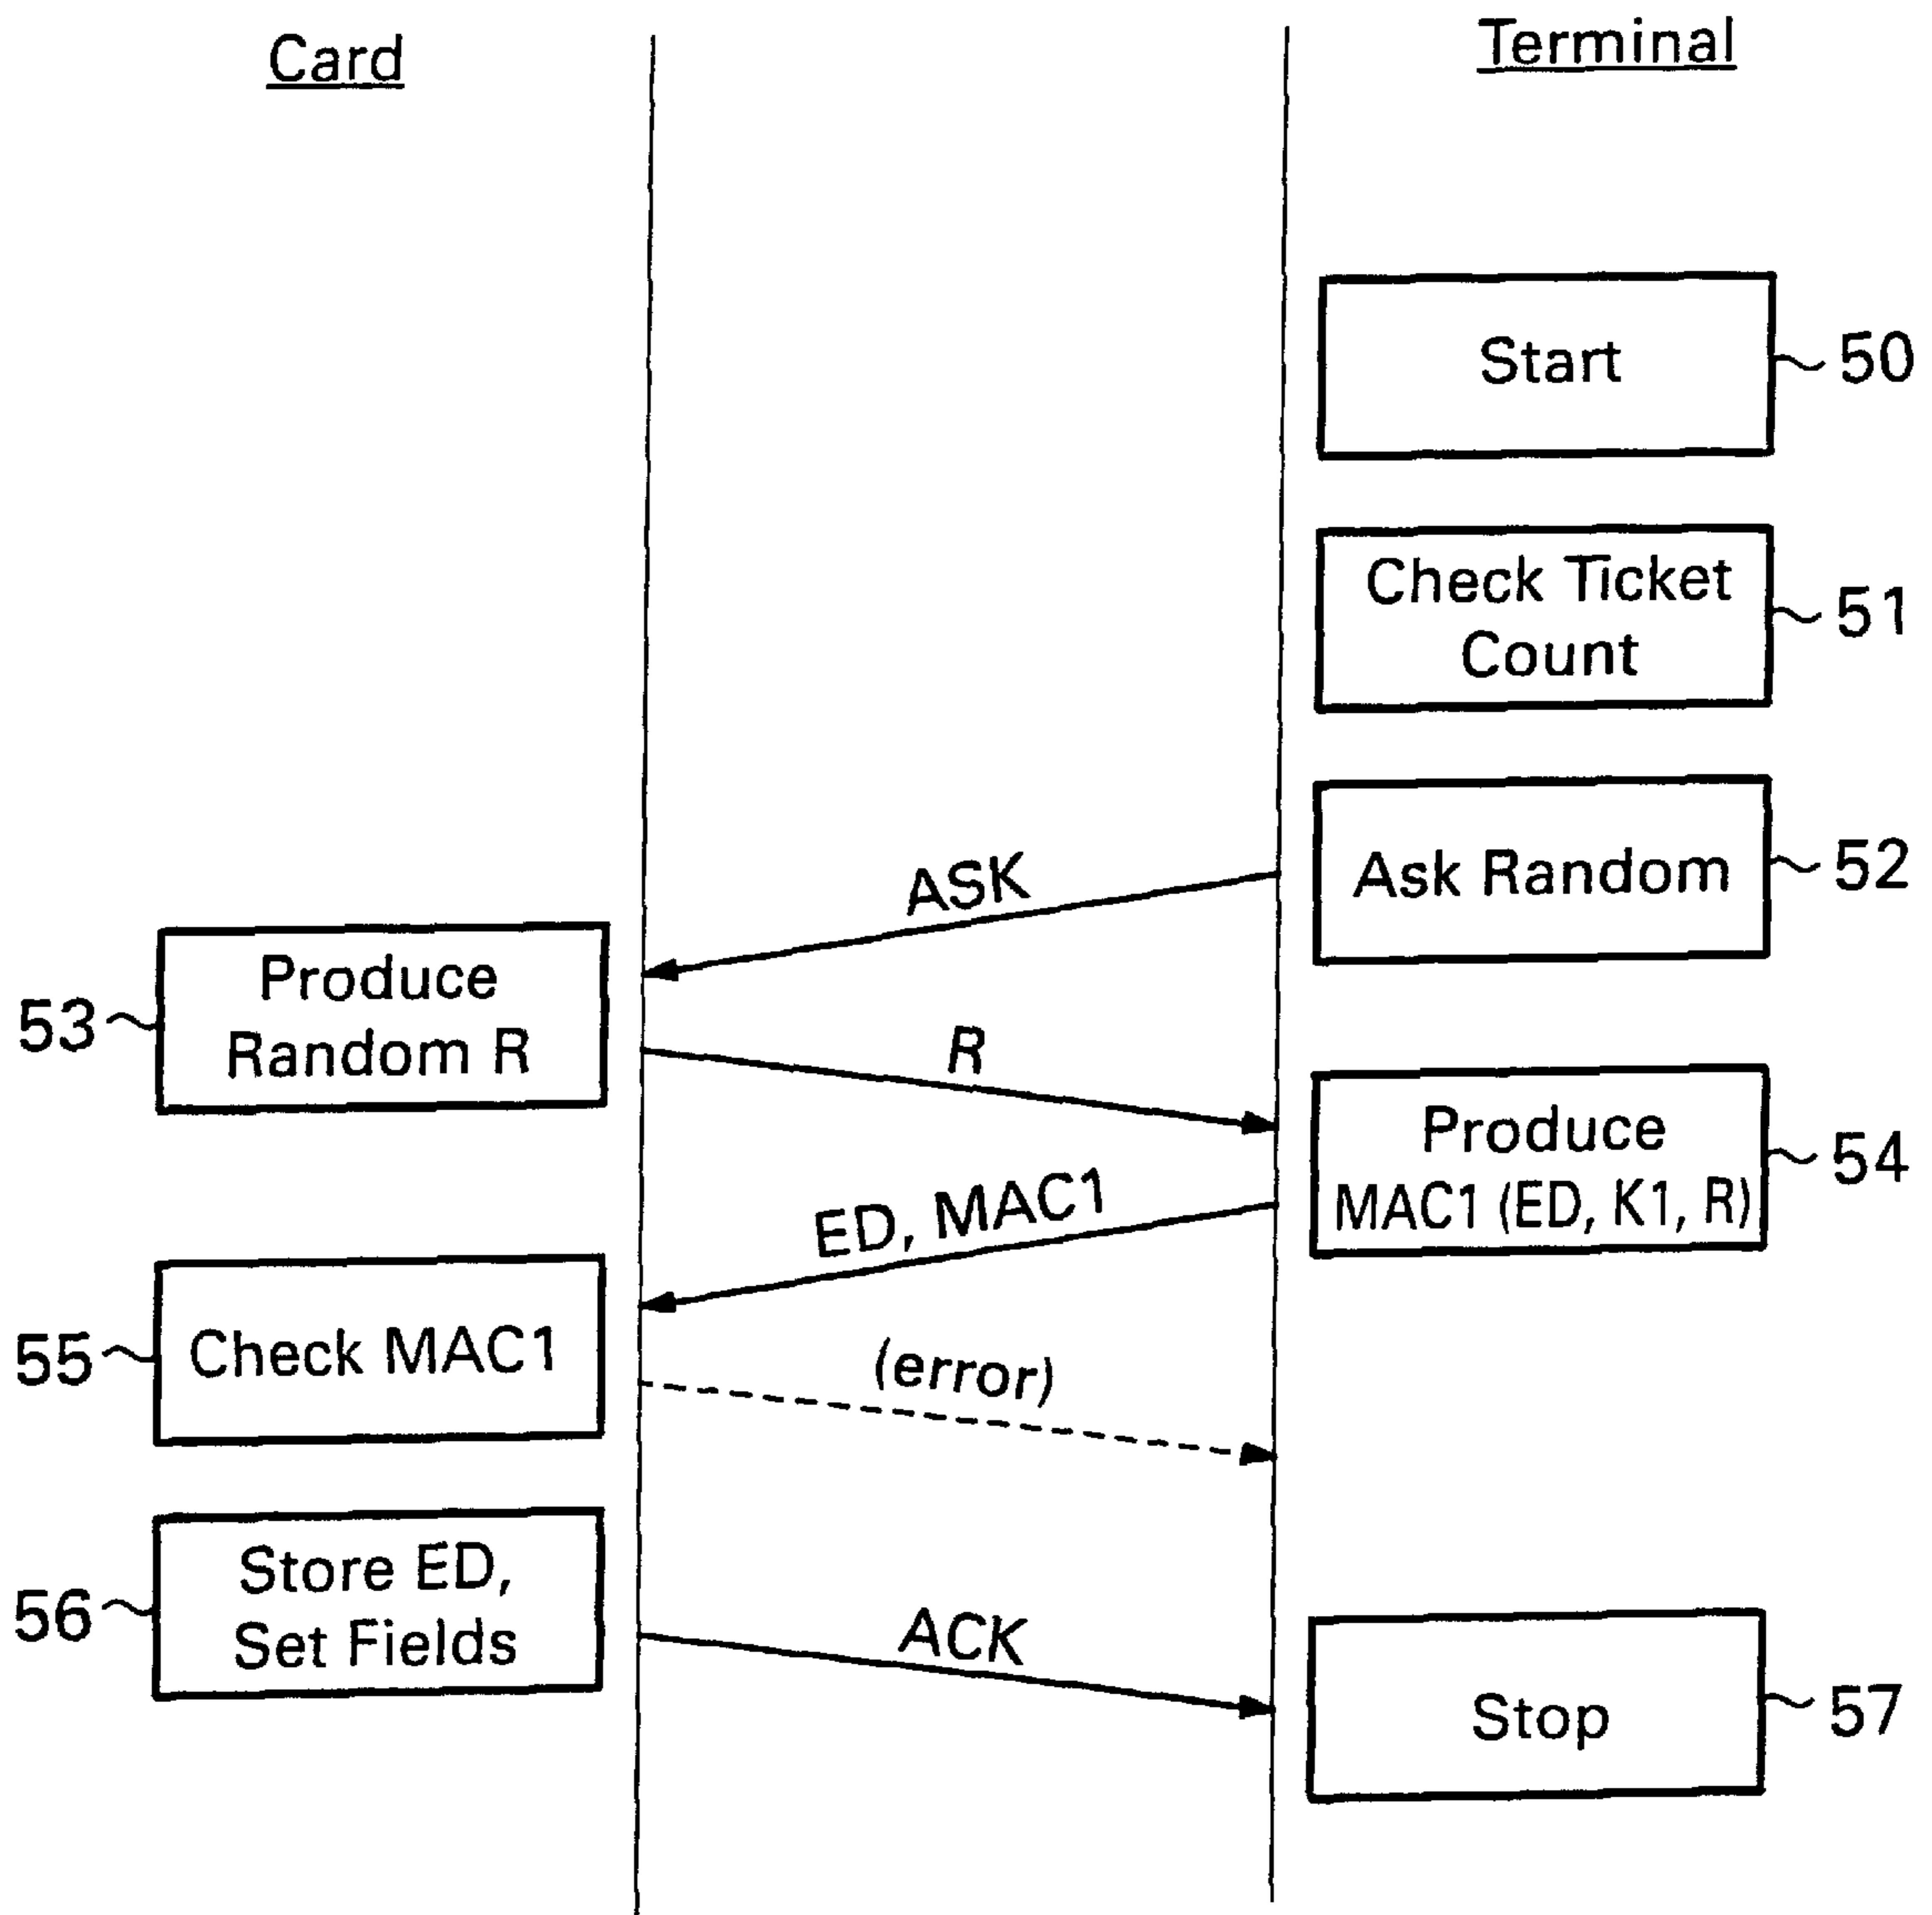 Card
Terminal
Start
50
Check Ticket
Count
51
Ask Random
52
ASK
Produce
Random R
53
R
Produce
MAC1 (ED, K1, R)
54
ED, MAC1
Check MAC1
55
(error)
Store ED,
Set Fields
56
ACK
Stop
57